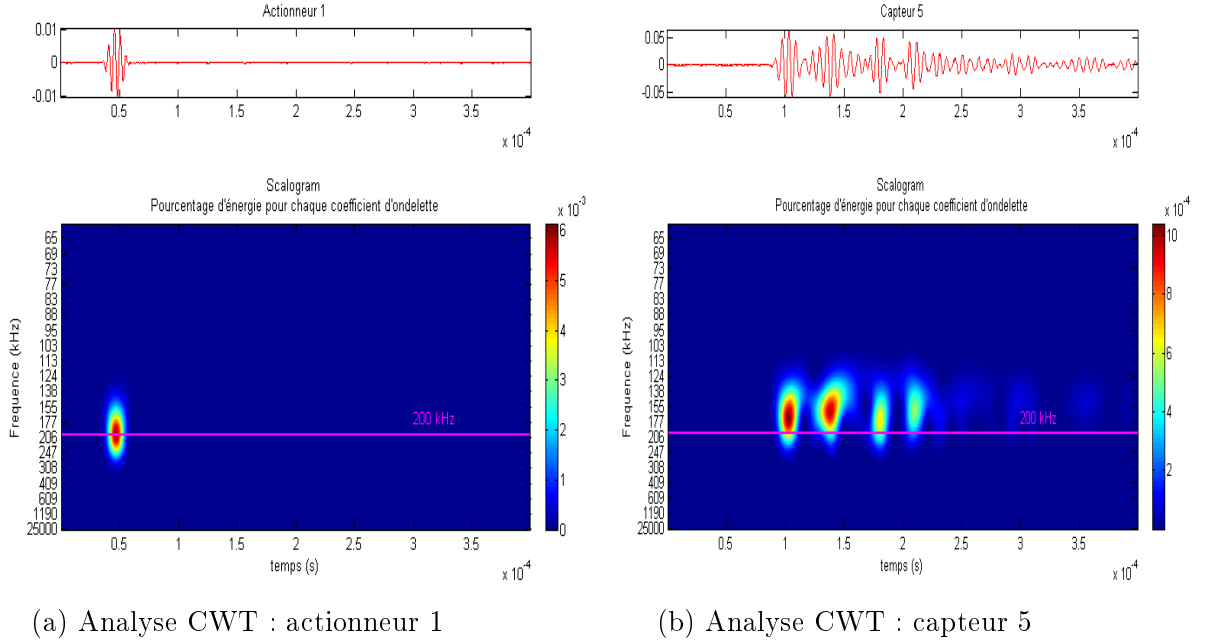 Actionneur 1
0.01
0
-0.01
0.5 1 1.5 2 2.5 3 3.5
x 10^-4
Scalogram
Pourcentage d'énergie pour chaque coefficient d'ondelette
x 10^-3
Frequence (kHz)
65
69
73
77
83
88
95
103
113
124
138
155
177
206
247
308
409
609
1190
25000
200 kHz
6
5
4
3
2
1
0
0.5 1 1.5 2 2.5 3 3.5
temps (s)
x 10^-4
(a) Analyse CWT : actionneur 1
Capteur 5
0.05
0
-0.05
0.5 1 1.5 2 2.5 3 3.5
x 10^-4
Scalogram
Pourcentage d'énergie pour chaque coefficient d'ondelette
x 10^-4
Frequence (kHz)
65
69
73
77
83
88
95
103
113
124
138
155
177
206
247
308
409
609
1190
25000
200 kHz
10
8
6
4
2
0.5 1 1.5 2 2.5 3 3.5
temps (s)
x 10^-4
(b) Analyse CWT : capteur 5